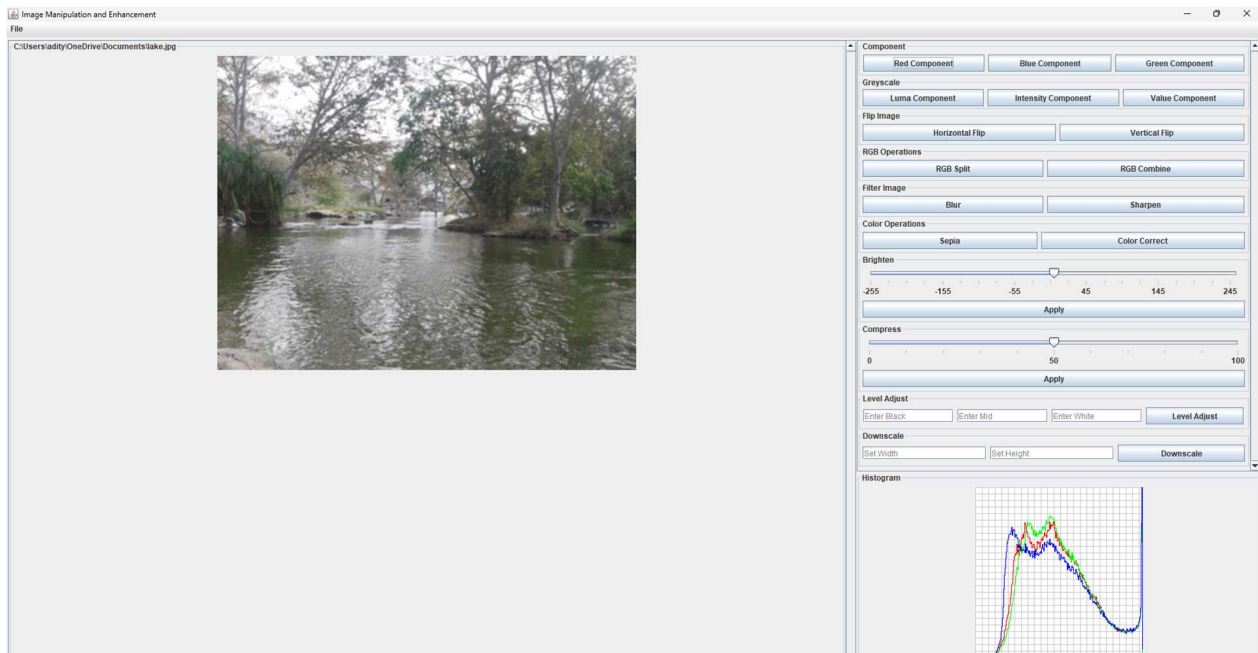 Image Manipulation and Enhancement
File
C:\Users\adity\OneDrive\Documents\lake.jpg
Component
Red Component Blue Component Green Component
Greyscale
Luma Component Intensity Component Value Component
Flip Image
Horizontal Flip Vertical Flip
RGB Operations
RGB Split RGB Combine
Filter Image
Blur Sharpen
Color Operations
Sepia Color Correct
Brighten
-255 -155 -55 45 145 245
Apply
Compress
0 50 100
Apply
Level Adjust
Enter Black Enter Mid Enter White Level Adjust
Downscale
Set Width Set Height Downscale
Histogram